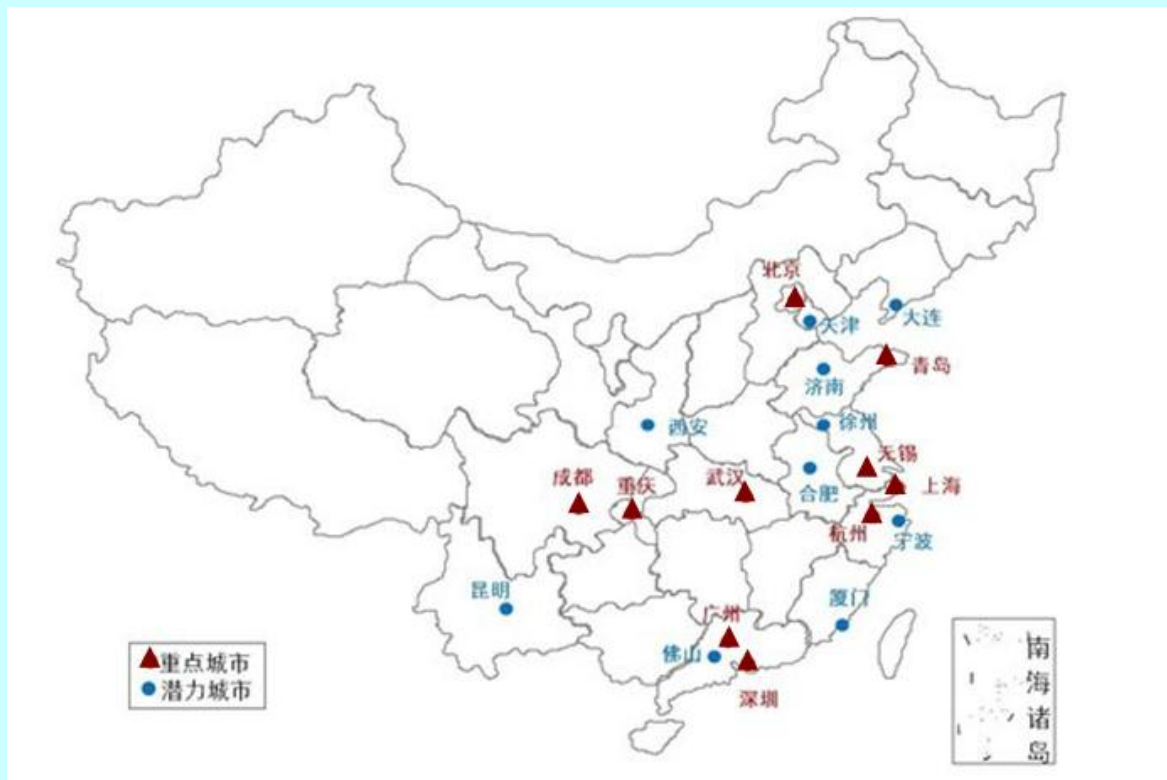 北京
天津
大连
青岛
济南
西安
徐州
无锡
成都
重庆
武汉
合肥
上海
杭州
宁波
昆明
厦门
广州
佛山
深圳
重点城市
潜力城市
南海诸岛